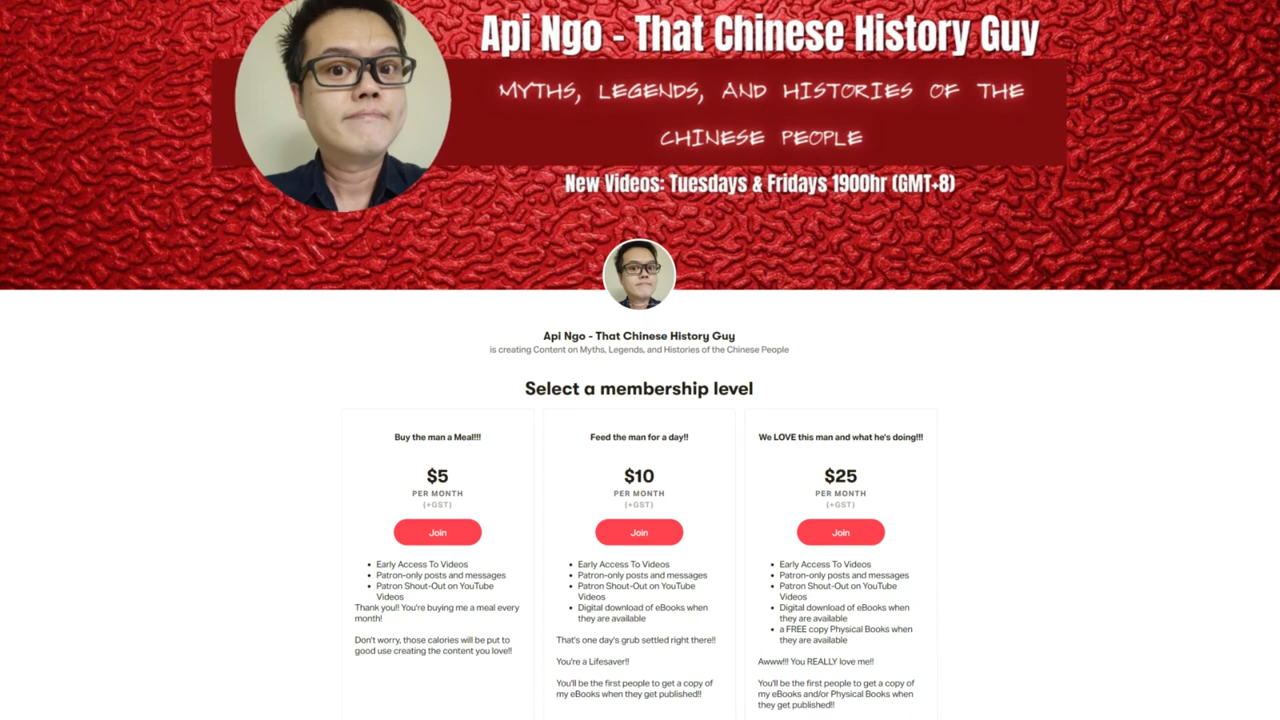 Api Ngo - That Chinese History Guy
MYTHS, LEGENDS, AND HISTORIES OF THE
CHINESE PEOPLE
New Videos: Tuesdays & Fridays 1900hr (GMT+8)
Api Ngo - That Chinese History Guy
is creating Content on Myths, Legends, and Histories of the Chinese People
Select a membership level
Buy the man a Meal!!!
$5
PER MONTH
(+GST)
Join
• Early Access To Videos
• Patron-only posts and messages
• Patron Shout-Out on YouTube
Videos
Thank you!! You're buying me a meal every
month!
Don't worry, those calories will be put to
good use creating the content you love!!
Feed the man for a day!!
$10
PER MONTH
(+GST)
Join
• Early Access To Videos
• Patron-only posts and messages
• Patron Shout-Out on YouTube
Videos
• Digital download of eBooks when
they are available
That's one day's grub settled right there!!
You're a Lifesaver!!
You'll be the first people to get a copy of
my eBooks when they get published!!
We LOVE this man and what he's doing!!!
$25
PER MONTH
(+GST)
Join
• Early Access To Videos
• Patron-only posts and messages
• Patron Shout-Out on YouTube
Videos
• Digital download of eBooks when
they are available
• a FREE copy Physical Books when
they are available
Awww!!! You REALLY love me!!
You'll be the first people to get a copy of
my eBooks and/or Physical Books when
they get published!!